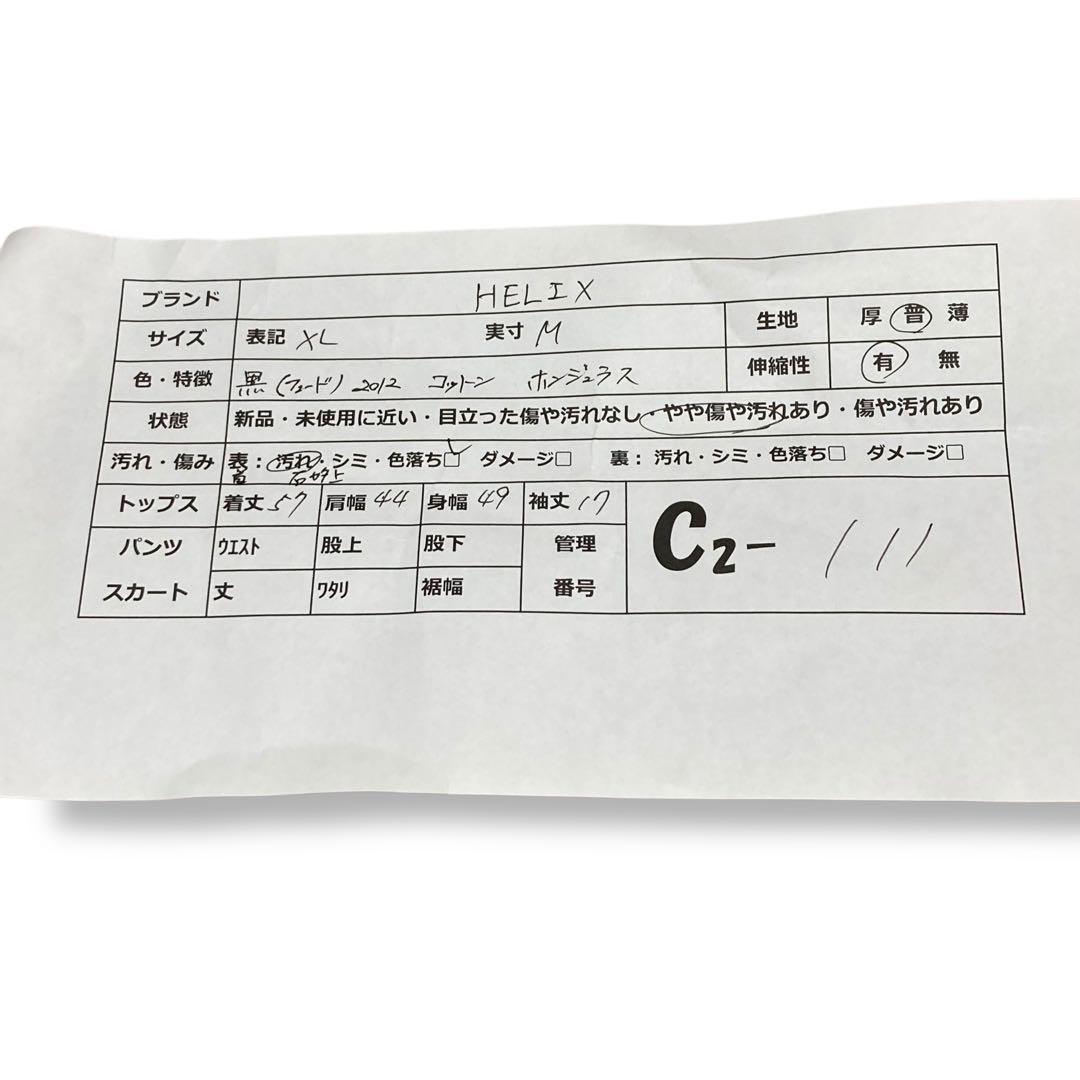 ブランド HELIX
サイズ 表記 XL 実寸 M 生地 厚 普 薄
色・特徴 黒(フェード) 2012 コットン ホンジュラス 伸縮性 有 無
状態 新品・未使用に近い・目立った傷や汚れなし・やや傷や汚れあり・傷や汚れあり
汚れ・傷み 表：汚れ・シミ・色落ち☑ ダメージ□ 裏：汚れ・シミ・色落ち□ ダメージ□
トップス 着丈 57 肩幅 44 身幅 49 袖丈 17
パンツ ｳｴｽﾄ 股上 股下 管理 C2- 111
スカート 丈 ﾜﾀﾘ 裾幅 番号